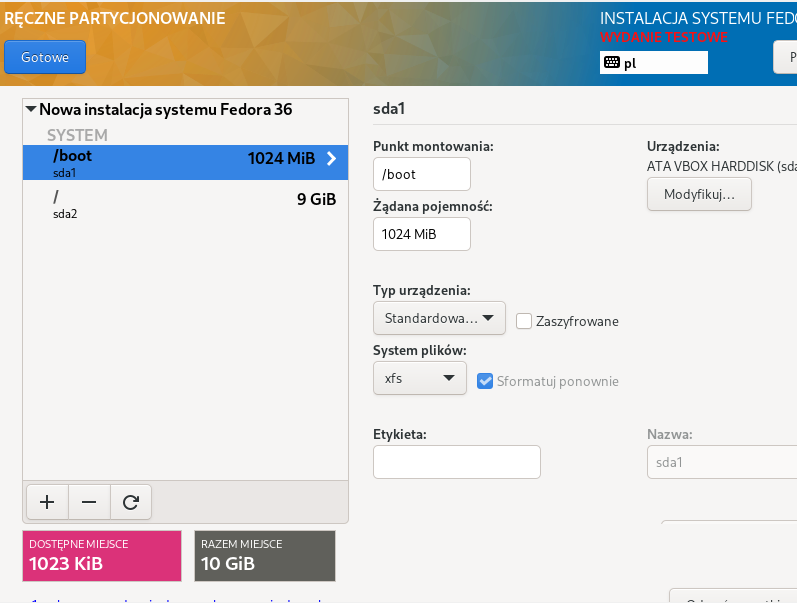 RĘCZNE PARTYCJONOWANIE
INSTALACJA SYSTEMU FEDO
WYDANIE TESTOWE
Gotowe
pl
P
Nowa instalacja systemu Fedora 36
SYSTEM
/boot
1024 MiB
sda1
/
9 GiB
sda2
sda1
Punkt montowania:
/boot
Żądana pojemność:
1024 MiB
Urządzenia:
ATA VBOX HARDDISK (sda
Modyfikuj...
Typ urządzenia:
Standardowa...
Zaszyfrowane
System plików:
xfs
Sformatuj ponownie
Etykieta:
Nazwa:
sda1
DOSTĘPNE MIEJSCE
1023 KiB
RAZEM MIEJSCE
10 GiB